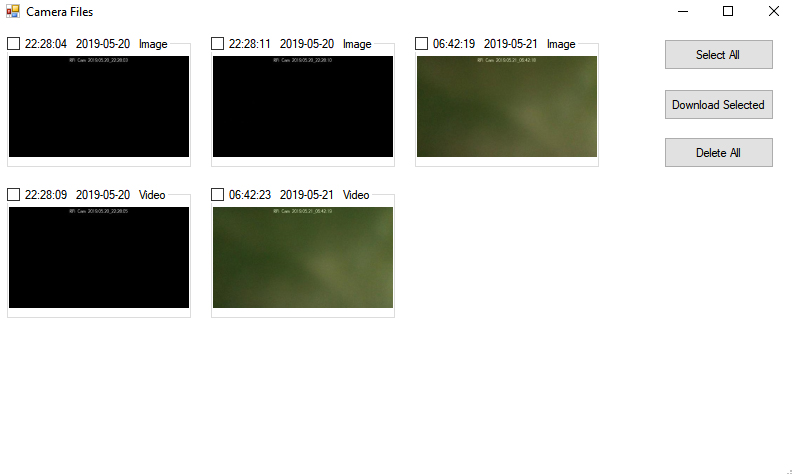 Camera Files
22:28:04 2019-05-20 Image
22:28:11 2019-05-20 Image
06:42:19 2019-05-21 Image
Select All
Download Selected
Delete All
22:28:09 2019-05-20 Video
06:42:23 2019-05-21 Video